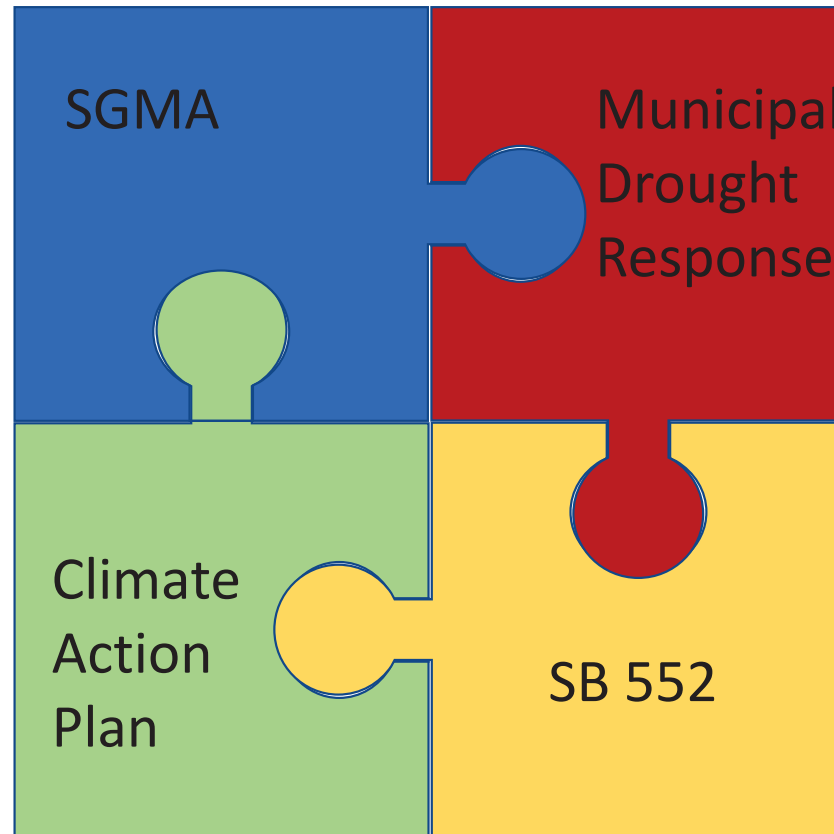 SGMA
Municipal
Drought
Response
Climate
Action
Plan
SB 552